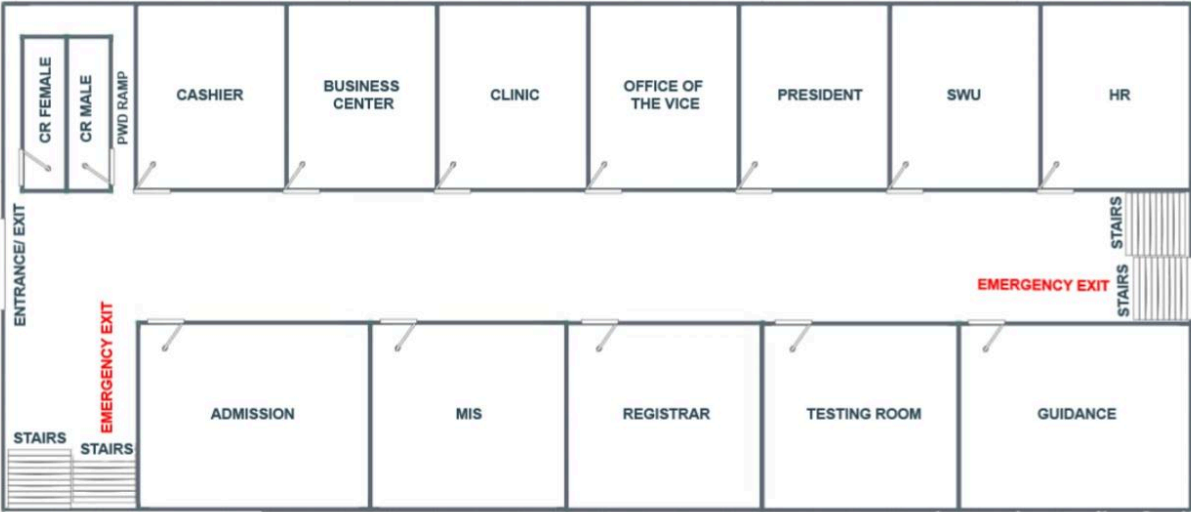 CR FEMALE
CR MALE
PWD RAMP
CASHIER
BUSINESS
CENTER
CLINIC
OFFICE OF
THE VICE
PRESIDENT
SWU
HR
ENTRANCE/ EXIT
STAIRS
EMERGENCY EXIT
STAIRS
EMERGENCY EXIT
STAIRS
STAIRS
ADMISSION
MIS
REGISTRAR
TESTING ROOM
GUIDANCE